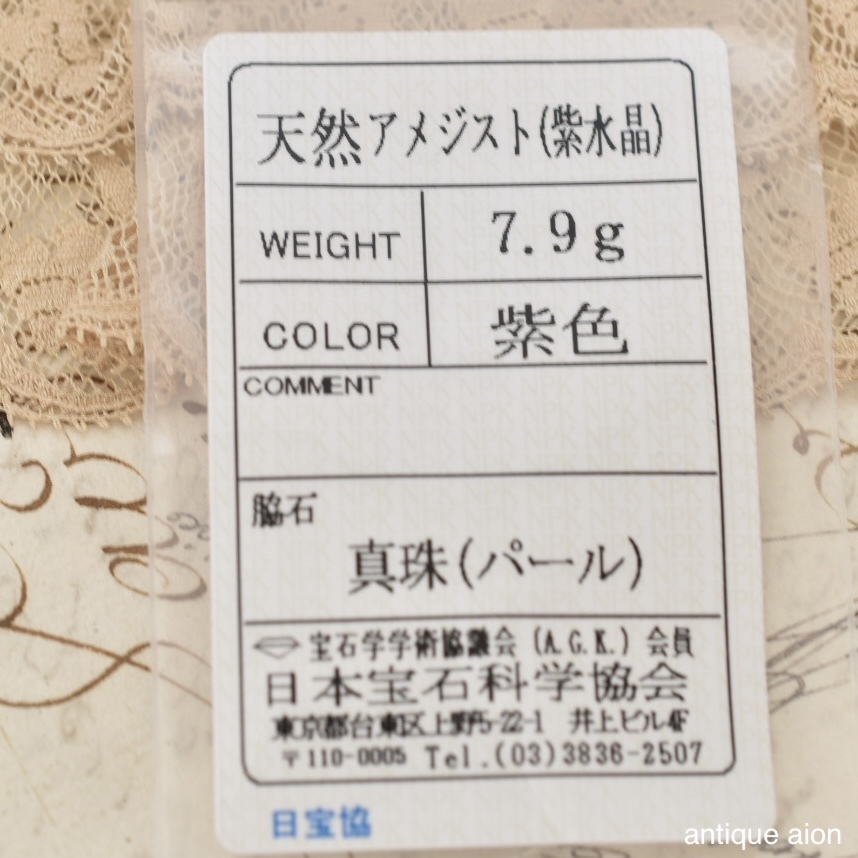 天然アメジスト(紫水晶)
WEIGHT 7.9g
COLOR 紫色
COMMENT
脇石
真珠(パール)
宝石学学術協議会(A.G.K.)会員
日本宝石科学協会
東京都台東区上野5-22-1 井上ビル4F
〒110-0005 Tel.(03)3836-2507
日宝協
antique aion